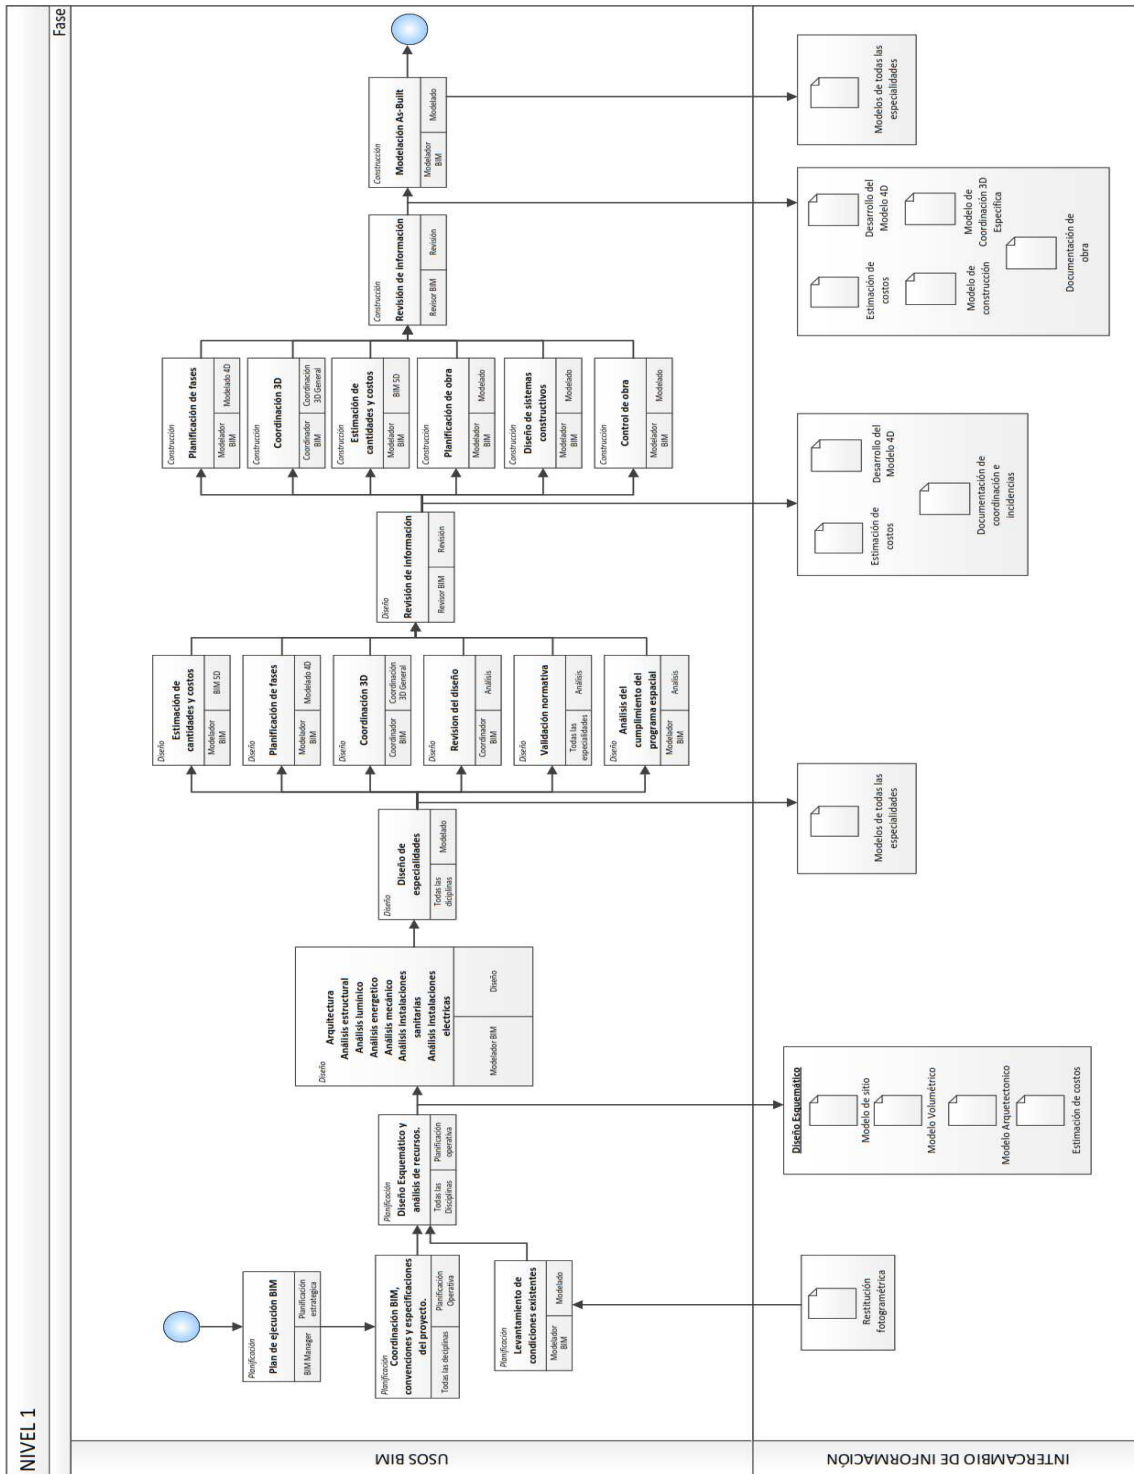 NIVEL 1
Fase
USOS BIM
INTERCAMBIO DE INFORMACIÓN
Planificación
Plan de ejecución BIM
BIM Manager
Planificación
estrategica
Planificación
Coordinación BIM,
convenciones y especificaciones
del proyecto.
Todas las deciplinas
Planificación
Operativa
Planificación
Levantamiento de
condiciones existentes
Modelador
BIM
Modelado
Restitución
fotogramétrica
Planificación
Diseño Esquemático y
análisis de recursos.
Todas las
Disciplinas
Planificación
operativa
Diseño Esquemático
Modelo de sitio
Modelo Volumétrico
Modelo Arquetectonico
Estimación de costos
Diseño
Arquitectura
Análisis estructural
Análisis lumínico
Análisis energetico
Análisis mecánico
Análisis instalaciones
sanitarias
Análisis instalaciones
electricas
Modelador BIM
Diseño
Diseño
Diseño de
especialidades
Todas las
diciplinas
Modelado
Modelos de todas las
especialidades
Diseño
Estimación de
cantidades y costos
Modelador
BIM
BIM 5D
Diseño
Planificación de fases
Modelador
BIM
Modelado 4D
Diseño
Coordinación 3D
Coordinador
BIM
Coordinación
3D General
Diseño
Revision del diseño
Coordinador
BIM
Análisis
Diseño
Validación normativa
Todas las
especialidades
Análisis
Diseño
Análisis del
cumplimiento del
programa espacial
Modelador
BIM
Analisis
Diseño
Revisión de información
Revisor BIM
Revisión
Estimación de
costos
Desarrollo del
Modelo 4D
Documentación de
coordinación e
incidencias
Construcción
Planificación de fases
Modelador
BIM
Modelado 4D
Construcción
Coordinación 3D
Coordinador
BIM
Coordinación
3D General
Construcción
Estimación de
cantidades y costos
Modelador
BIM
BIM 5D
Construcción
Planificación de obra
Modelador
BIM
Modelado
Construcción
Diseño de sistemas
constructivos
Modelador
BIM
Modelado
Construcción
Control de obra
Modelador
BIM
Modelado
Construcción
Revisión de información
Revisor BIM
Revisión
Estimación de
costos
Desarrollo del
Modelo 4D
Modelo de
construcción
Modelo de
Coordinación 3D
Especifica
Documentación de
obra
Construcción
Modelación As-Built
Modelador
BIM
Modelado
Modelos de todas las
especialidades